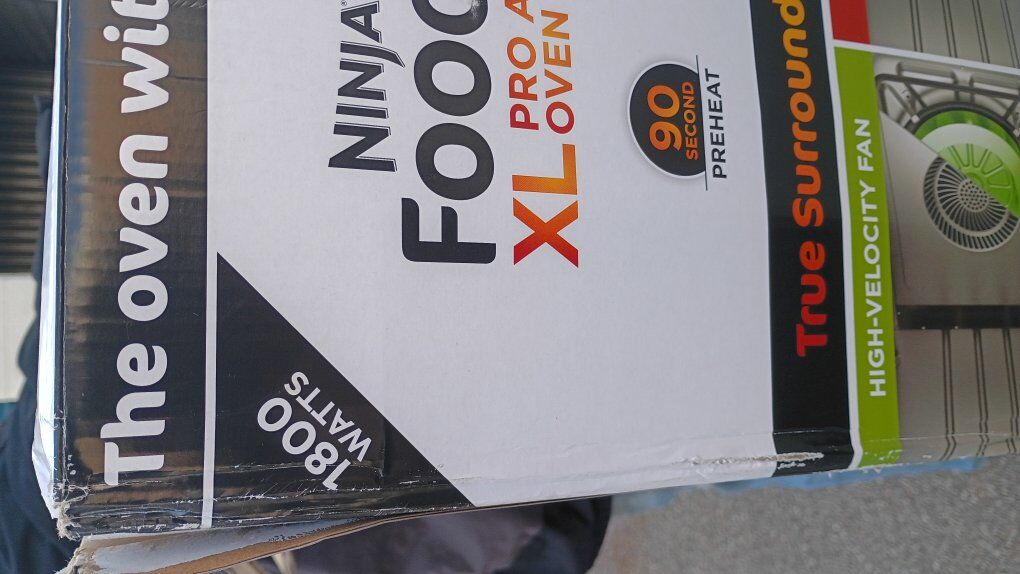 The oven wit
1800
WATTS
NINJA
FOOD
XL PRO A
OVEN
90
SECOND
PREHEAT
True Surround
HIGH-VELOCITY FAN